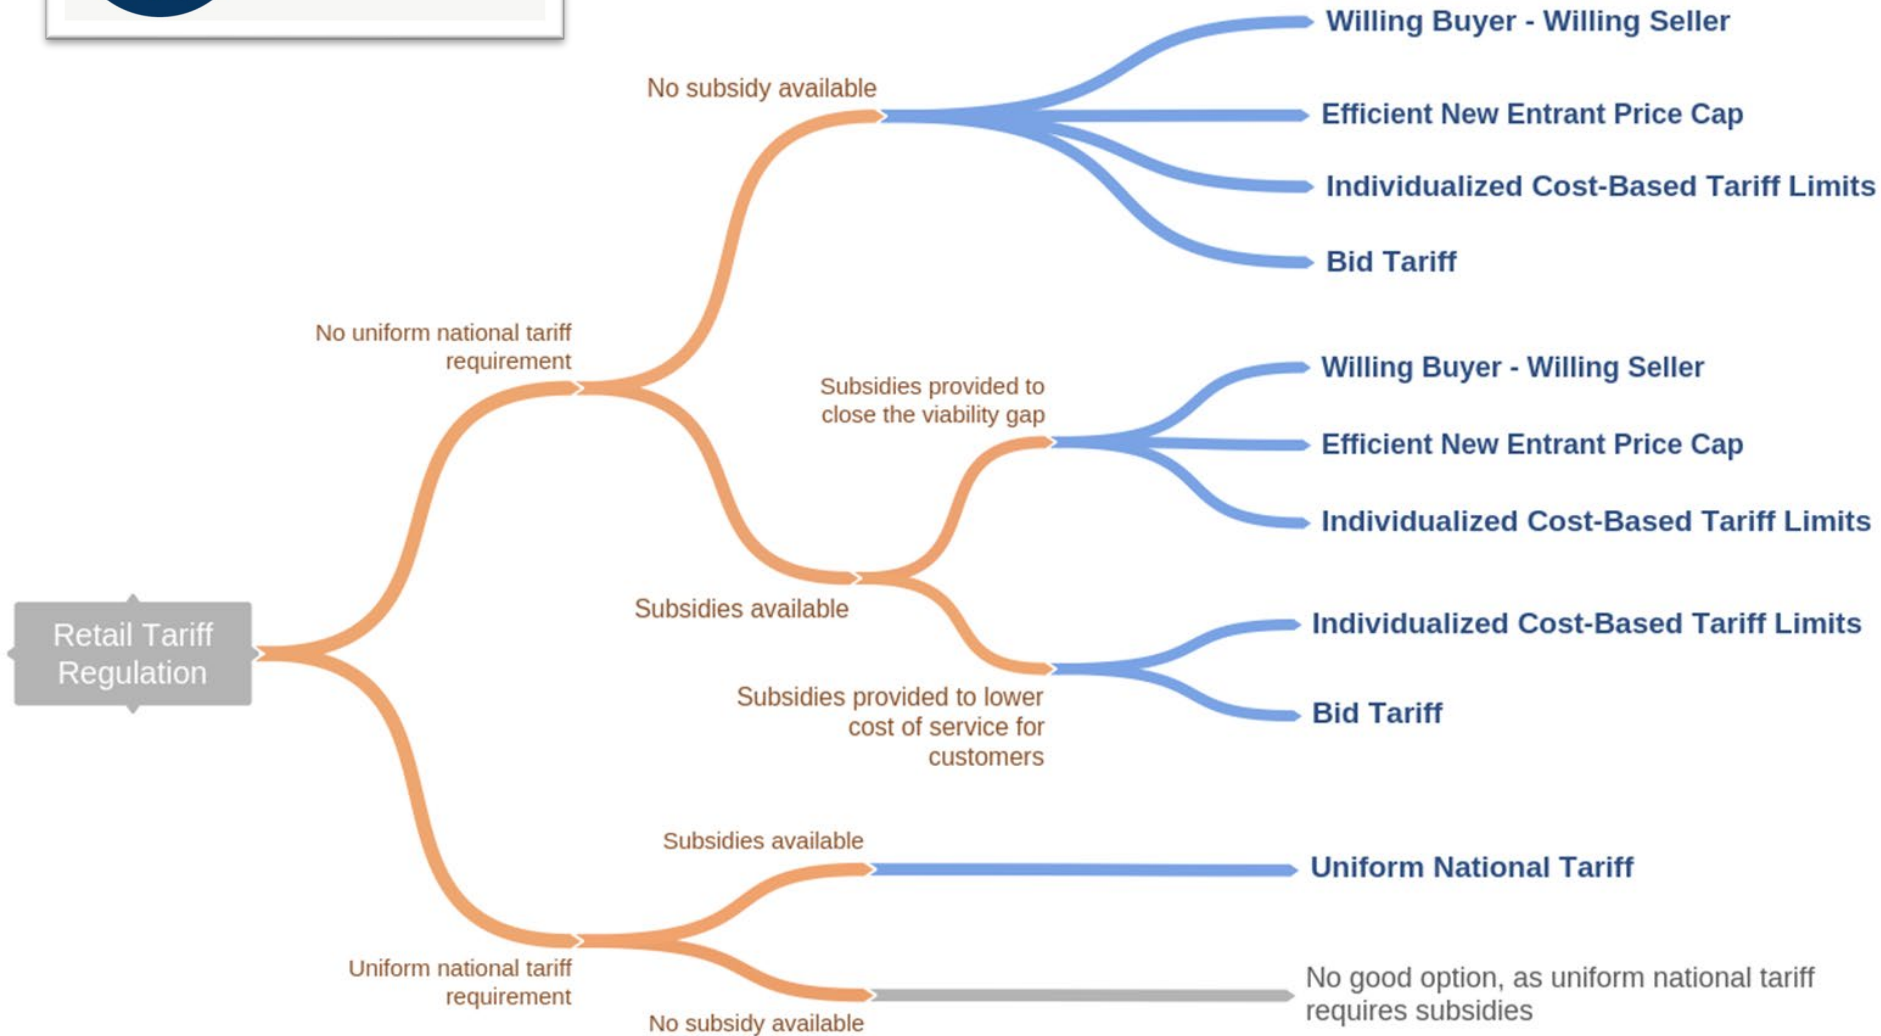 Willing Buyer - Willing Seller
No subsidy available
Efficient New Entrant Price Cap
Individualized Cost-Based Tariff Limits
Bid Tariff
No uniform national tariff
requirement
Subsidies provided to
close the viability gap
Willing Buyer - Willing Seller
Efficient New Entrant Price Cap
Individualized Cost-Based Tariff Limits
Retail Tariff
Regulation
Subsidies available
Individualized Cost-Based Tariff Limits
Subsidies provided to lower
cost of service for
customers
Bid Tariff
Subsidies available
Uniform National Tariff
Uniform national tariff
requirement
No good option, as uniform national tariff
requires subsidies
No subsidy available